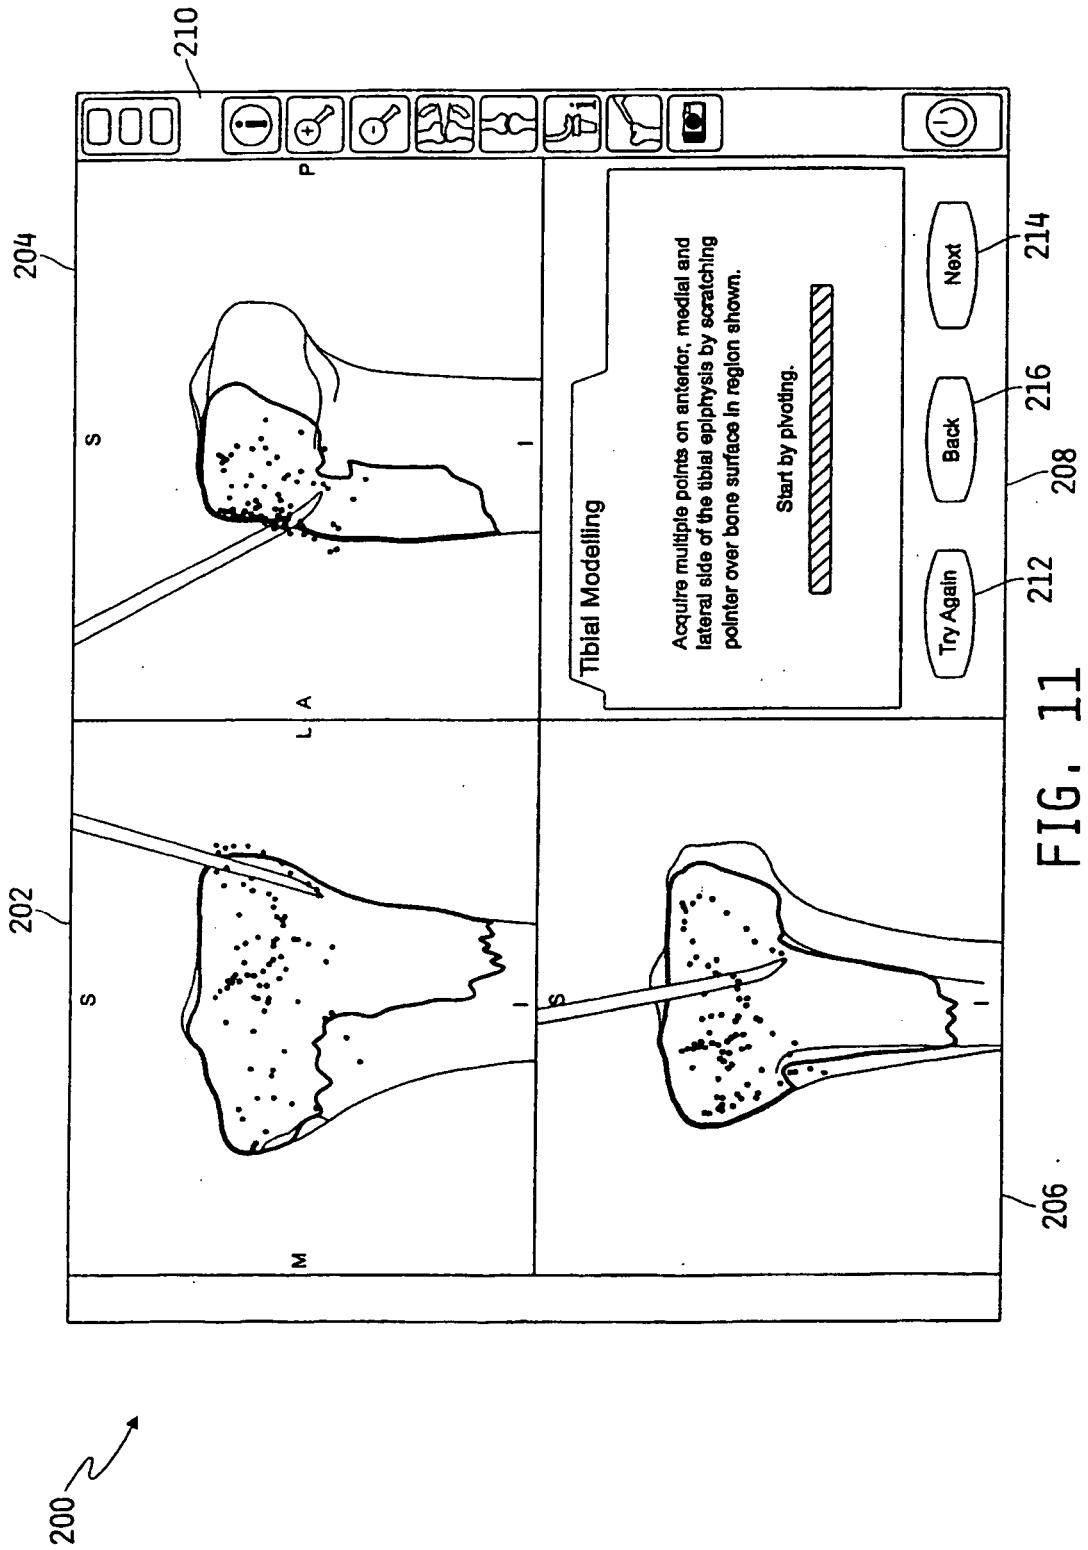 200
202
204
210
S
S
M
L
A
P
I
I
S
I
Tibial Modelling
Acquire multiple points on anterior, medial and
lateral side of the tibial epiphysis by scratching
pointer over bone surface in region shown.
Start by pivoting.
Try Again
Back
Next
206
212
208
216
214
i
+
-
i
FIG. 11